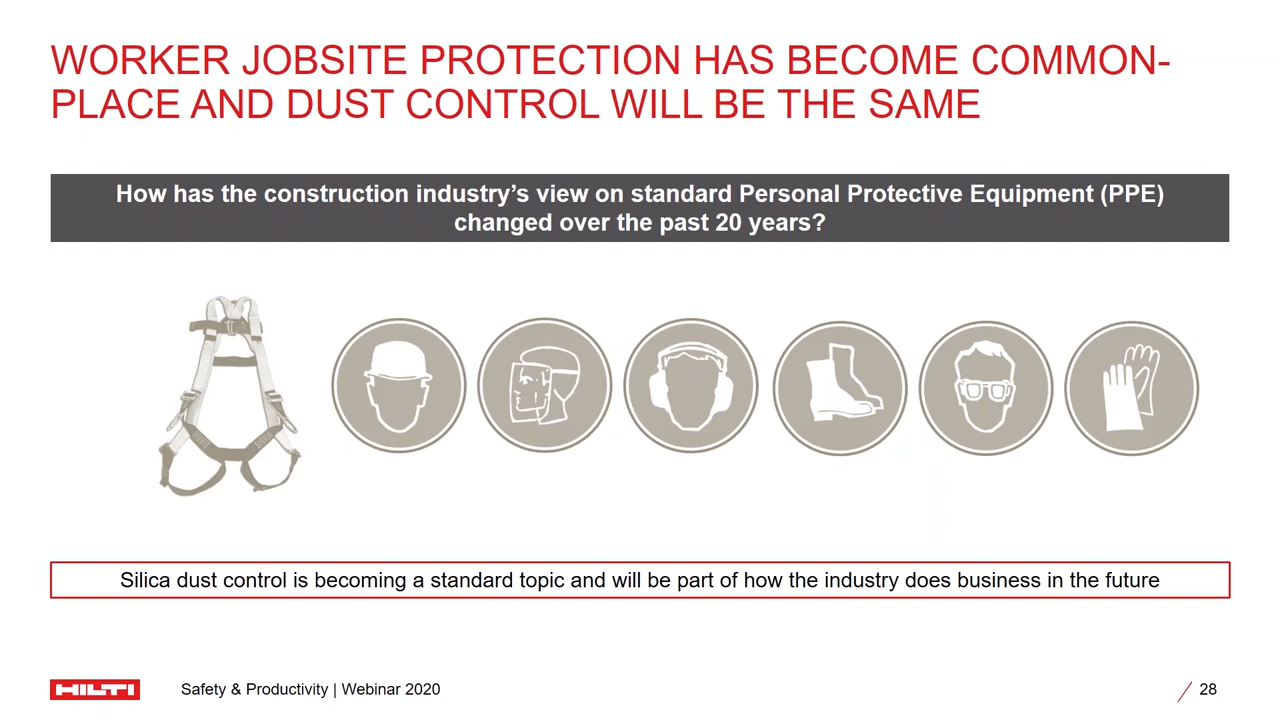 WORKER JOBSITE PROTECTION HAS BECOME COMMON-
PLACE AND DUST CONTROL WILL BE THE SAME
How has the construction industry’s view on standard Personal Protective Equipment (PPE)
changed over the past 20 years?
Silica dust control is becoming a standard topic and will be part of how the industry does business in the future
HILTI
Safety & Productivity | Webinar 2020
28